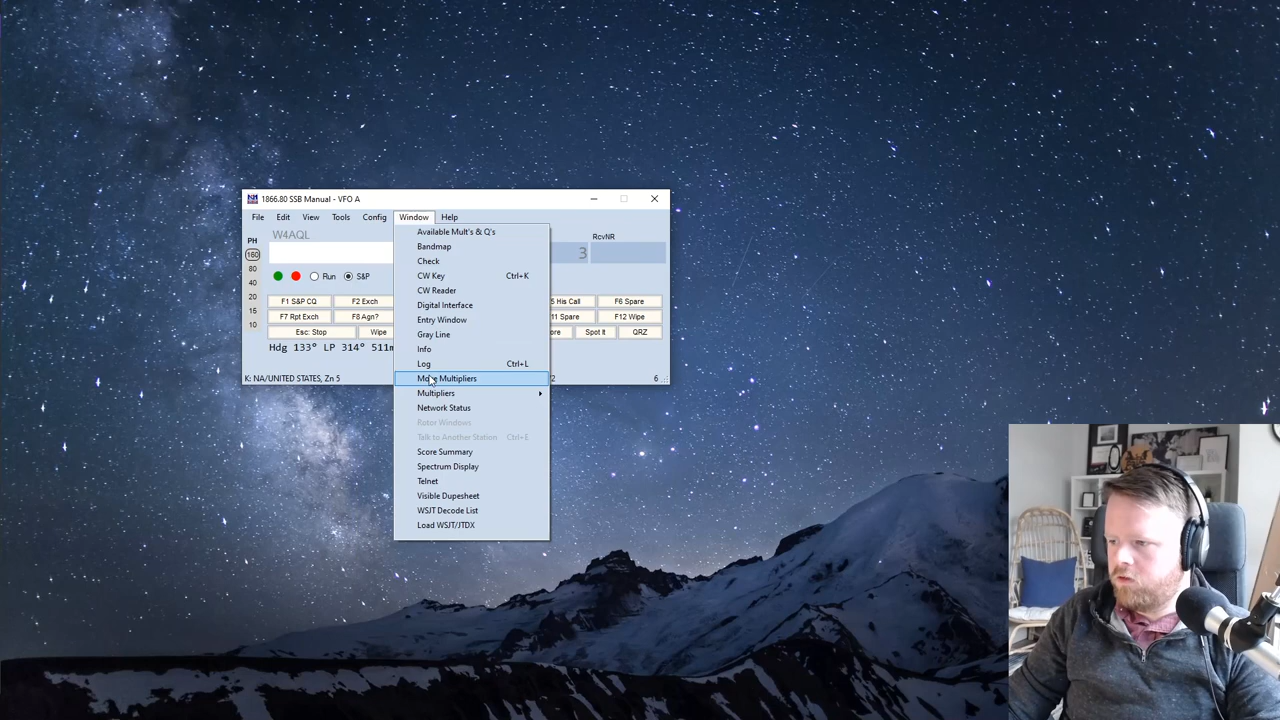 1866.80 SSB Manual - VFO A
File Edit View Tools Config Window Help
W4AQL
RcvNR
3
PH
160
80
40
20
15
10
Run S&P
F1 S&P CQ F2 Exch
5 His Call F6 Spare
F7 Rpt Exch F8 Agn?
11 Spare F12 Wipe
Esc: Stop Wipe
ore Spot It QRZ
Hdg 133° LP 314° 511m
K: NA/UNITED STATES, Zn 5
/2 6
Available Mult's & Q's
Bandmap
Check
CW Key Ctrl+K
CW Reader
Digital Interface
Entry Window
Gray Line
Info
Log Ctrl+L
Move Multipliers
Multipliers
Network Status
Rotor Windows
Talk to Another Station Ctrl+E
Score Summary
Spectrum Display
Telnet
Visible Dupesheet
WSJT Decode List
Load WSJT/JTDX